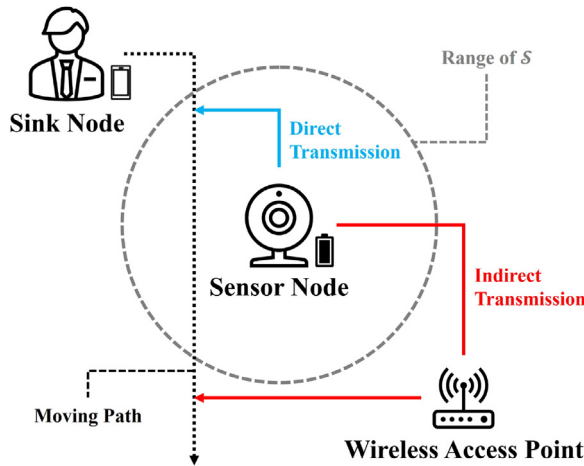 Sink Node
Range of S
Direct
Transmission
Sensor Node
Indirect
Transmission
Moving Path
Wireless Access Point